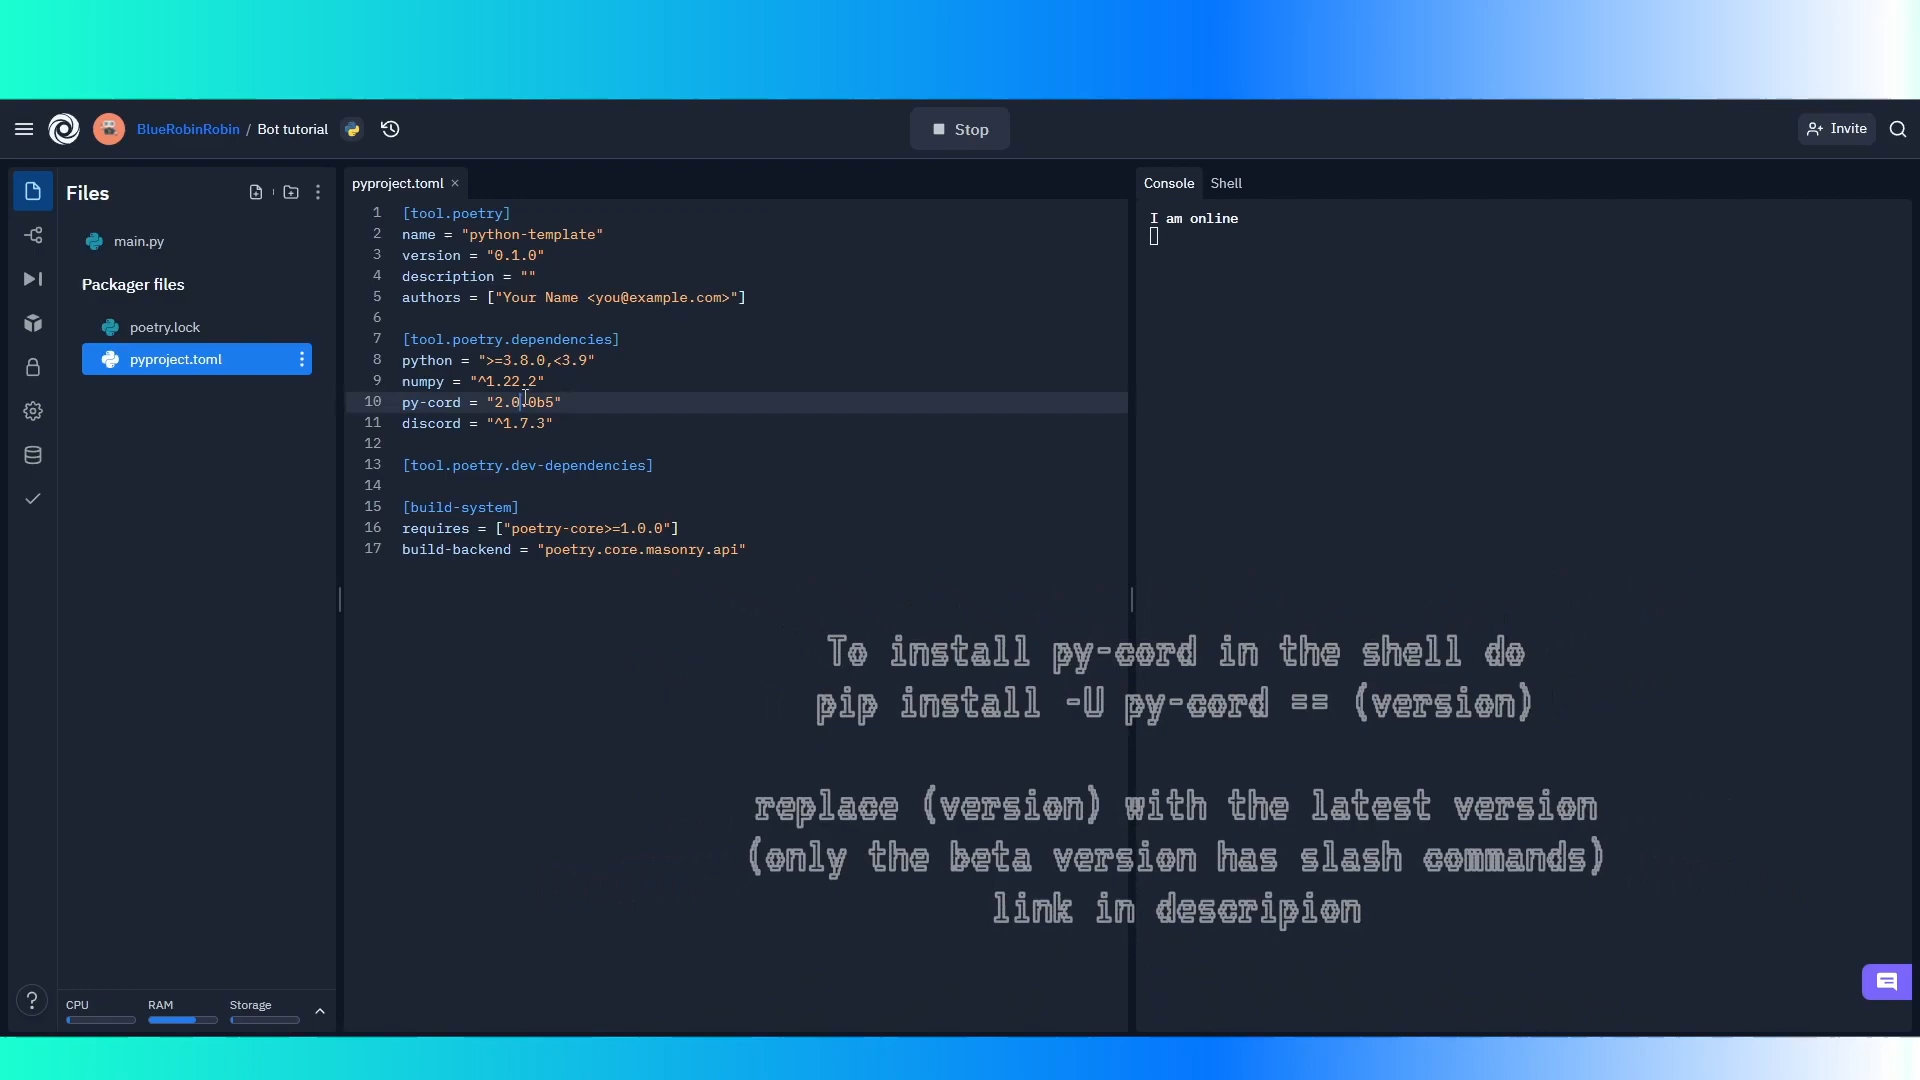 BlueRobinRobin / Bot tutorial
Stop
Invite
Files
main.py
Packager files
poetry.lock
pyproject.toml
CPU
RAM
Storage
pyproject.toml
1 [tool.poetry]
2 name = "python-template"
3 version = "0.1.0"
4 description = ""
5 authors = ["Your Name <you@example.com>"]
6
7 [tool.poetry.dependencies]
8 python = ">=3.8.0,<3.9"
9 numpy = "^1.22.2"
10 py-cord = "2.0.0b5"
11 discord = "^1.7.3"
12
13 [tool.poetry.dev-dependencies]
14
15 [build-system]
16 requires = ["poetry-core>=1.0.0"]
17 build-backend = "poetry.core.masonry.api"
Console Shell
I am online
To install py-cord in the shell do
pip install -U py-cord == (version)
replace (version) with the latest version
(only the beta version has slash commands)
link in descripion